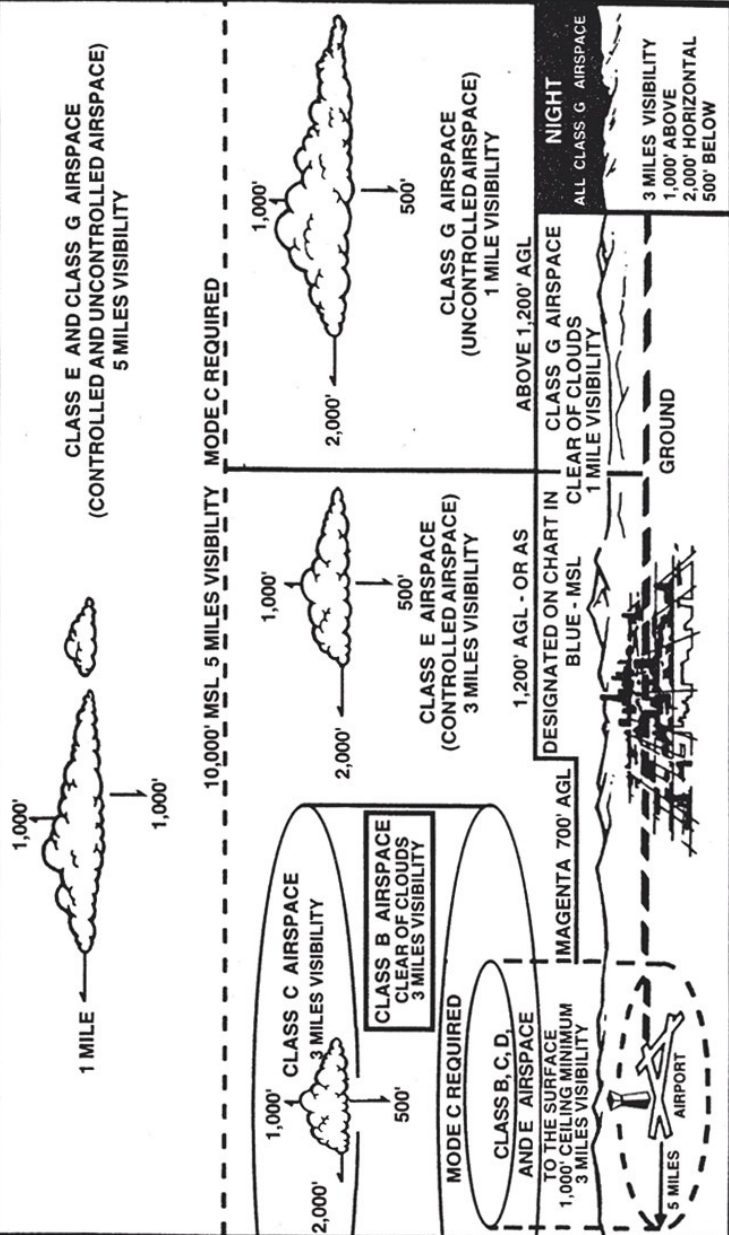 CLASS E AND CLASS G AIRSPACE
(CONTROLLED AND UNCONTROLLED AIRSPACE)
5 MILES VISIBILITY
1,000'
1 MILE
1,000'
10,000' MSL 5 MILES VISIBILITY
MODE C REQUIRED
1,000'
CLASS C AIRSPACE
3 MILES VISIBILITY
2,000'
500'
CLASS B AIRSPACE
CLEAR OF CLOUDS
3 MILES VISIBILITY
MODE C REQUIRED
CLASS B, C, D,
AND E AIRSPACE
TO THE SURFACE
1,000' CEILING MINIMUM
3 MILES VISIBILITY
5 MILES
AIRPORT
1,000'
2,000'
500'
CLASS E AIRSPACE
(CONTROLLED AIRSPACE)
3 MILES VISIBILITY
1,200' AGL - OR AS
DESIGNATED ON CHART IN
BLUE - MSL
MAGENTA 700' AGL
1,000'
2,000'
500'
CLASS G AIRSPACE
(UNCONTROLLED AIRSPACE)
1 MILE VISIBILITY
ABOVE 1,200' AGL
CLASS G AIRSPACE
CLEAR OF CLOUDS
1 MILE VISIBILITY
GROUND
NIGHT
ALL CLASS G AIRSPACE
3 MILES VISIBILITY
1,000' ABOVE
2,000' HORIZONTAL
500' BELOW